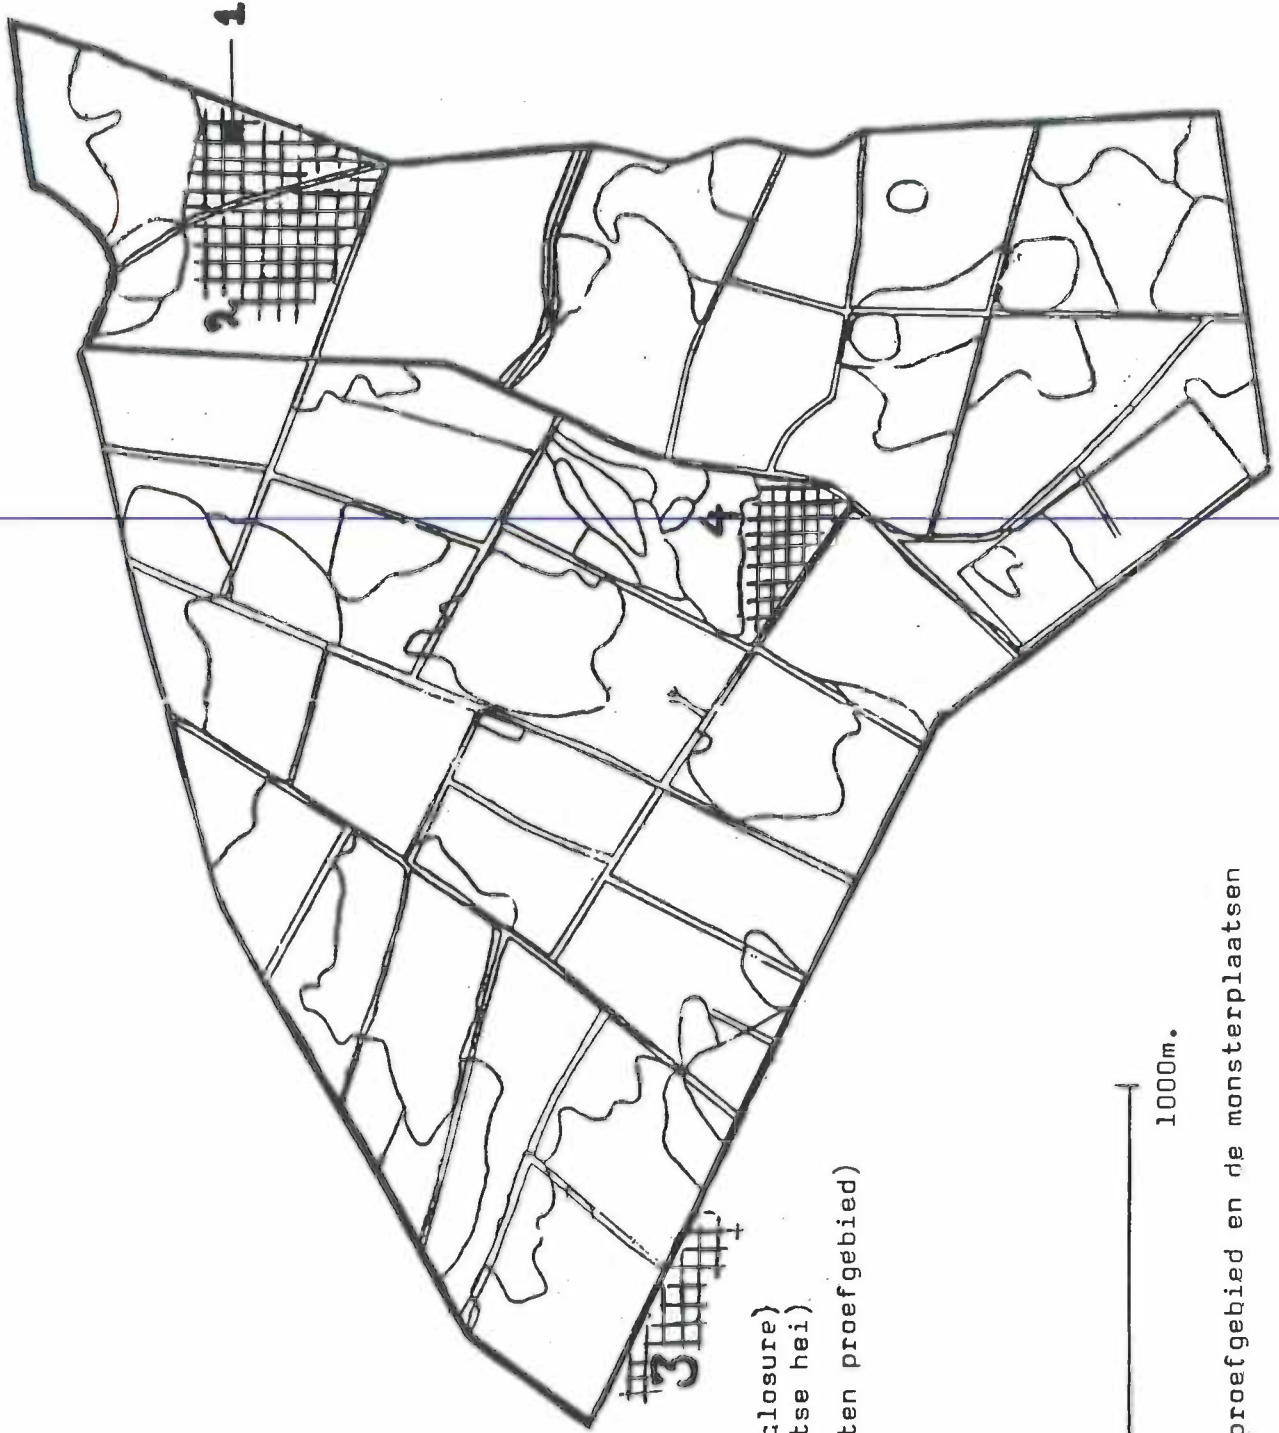 1
2
3
4
closure)
tse hei)
ten proefgebied)
1000m.
proefgebied en de monsterplaatsen